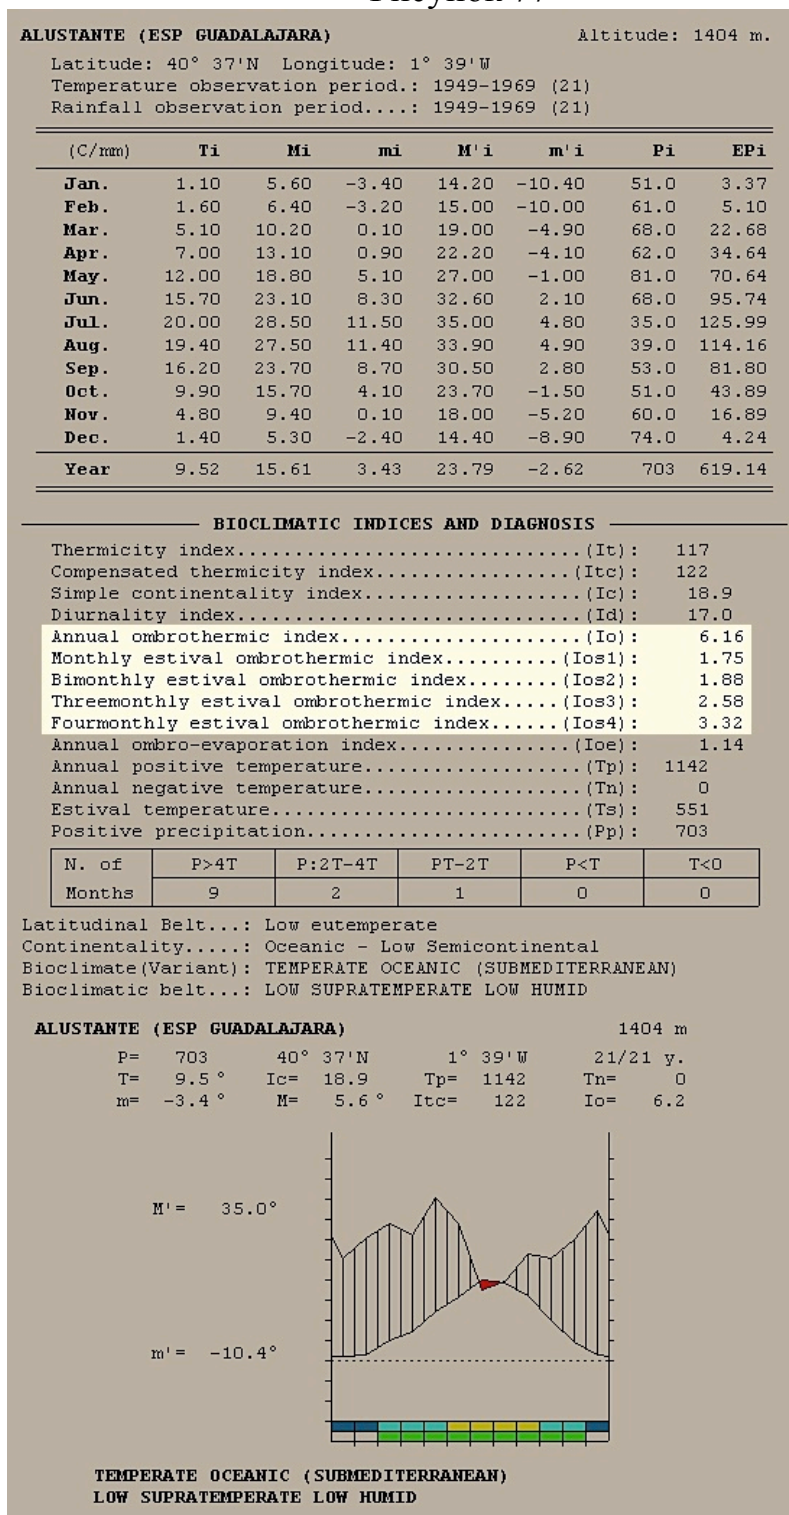 ALUSTANTE (ESP GUADALAJARA) Altitude: 1404 m.
Latitude: 40° 37'N Longitude: 1° 39'W
Temperature observation period.: 1949-1969 (21)
Rainfall observation period....: 1949-1969 (21)
(C/mm) Ti Mi mi M'i m'i Pi EPi
Jan. 1.10 5.60 -3.40 14.20 -10.40 51.0 3.37
Feb. 1.60 6.40 -3.20 15.00 -10.00 61.0 5.10
Mar. 5.10 10.20 0.10 19.00 -4.90 68.0 22.68
Apr. 7.00 13.10 0.90 22.20 -4.10 62.0 34.64
May. 12.00 18.80 5.10 27.00 -1.00 81.0 70.64
Jun. 15.70 23.10 8.30 32.60 2.10 68.0 95.74
Jul. 20.00 28.50 11.50 35.00 4.80 35.0 125.99
Aug. 19.40 27.50 11.40 33.90 4.90 39.0 114.16
Sep. 16.20 23.70 8.70 30.50 2.80 53.0 81.80
Oct. 9.90 15.70 4.10 23.70 -1.50 51.0 43.89
Nov. 4.80 9.40 0.10 18.00 -5.20 60.0 16.89
Dec. 1.40 5.30 -2.40 14.40 -8.90 74.0 4.24
Year 9.52 15.61 3.43 23.79 -2.62 703 619.14
BIOCLIMATIC INDICES AND DIAGNOSIS
Thermicity index..............................(It): 117
Compensated thermicity index.................(Itc): 122
Simple continentality index...................(Ic): 18.9
Diurnality index..............................(Id): 17.0
Annual ombrothermic index.....................(Io): 6.16
Monthly estival ombrothermic index..........(Ios1): 1.75
Bimonthly estival ombrothermic index........(Ios2): 1.88
Threemonthly estival ombrothermic index.....(Ios3): 2.58
Fourmonthly estival ombrothermic index......(Ios4): 3.32
Annual ombro-evaporation index...............(Ioe): 1.14
Annual positive temperature...................(Tp): 1142
Annual negative temperature...................(Tn): 0
Estival temperature...........................(Ts): 551
Positive precipitation........................(Pp): 703
N. of P>4T P:2T-4T PT-2T P<T T<0
Months 9 2 1 0 0
Latitudinal Belt...: Low eutemperate
Continentality.....: Oceanic - Low Semicontinental
Bioclimate(Variant): TEMPERATE OCEANIC (SUBMEDITERRANEAN)
Bioclimatic belt...: LOW SUPRATEMPERATE LOW HUMID
ALUSTANTE (ESP GUADALAJARA) 1404 m
P= 703 40° 37'N 1° 39'W 21/21 y.
T= 9.5° Ic= 18.9 Tp= 1142 Tn= 0
m= -3.4° M= 5.6° Itc= 122 Io= 6.2
M'= 35.0°
m'= -10.4°
TEMPERATE OCEANIC (SUBMEDITERRANEAN)
LOW SUPRATEMPERATE LOW HUMID